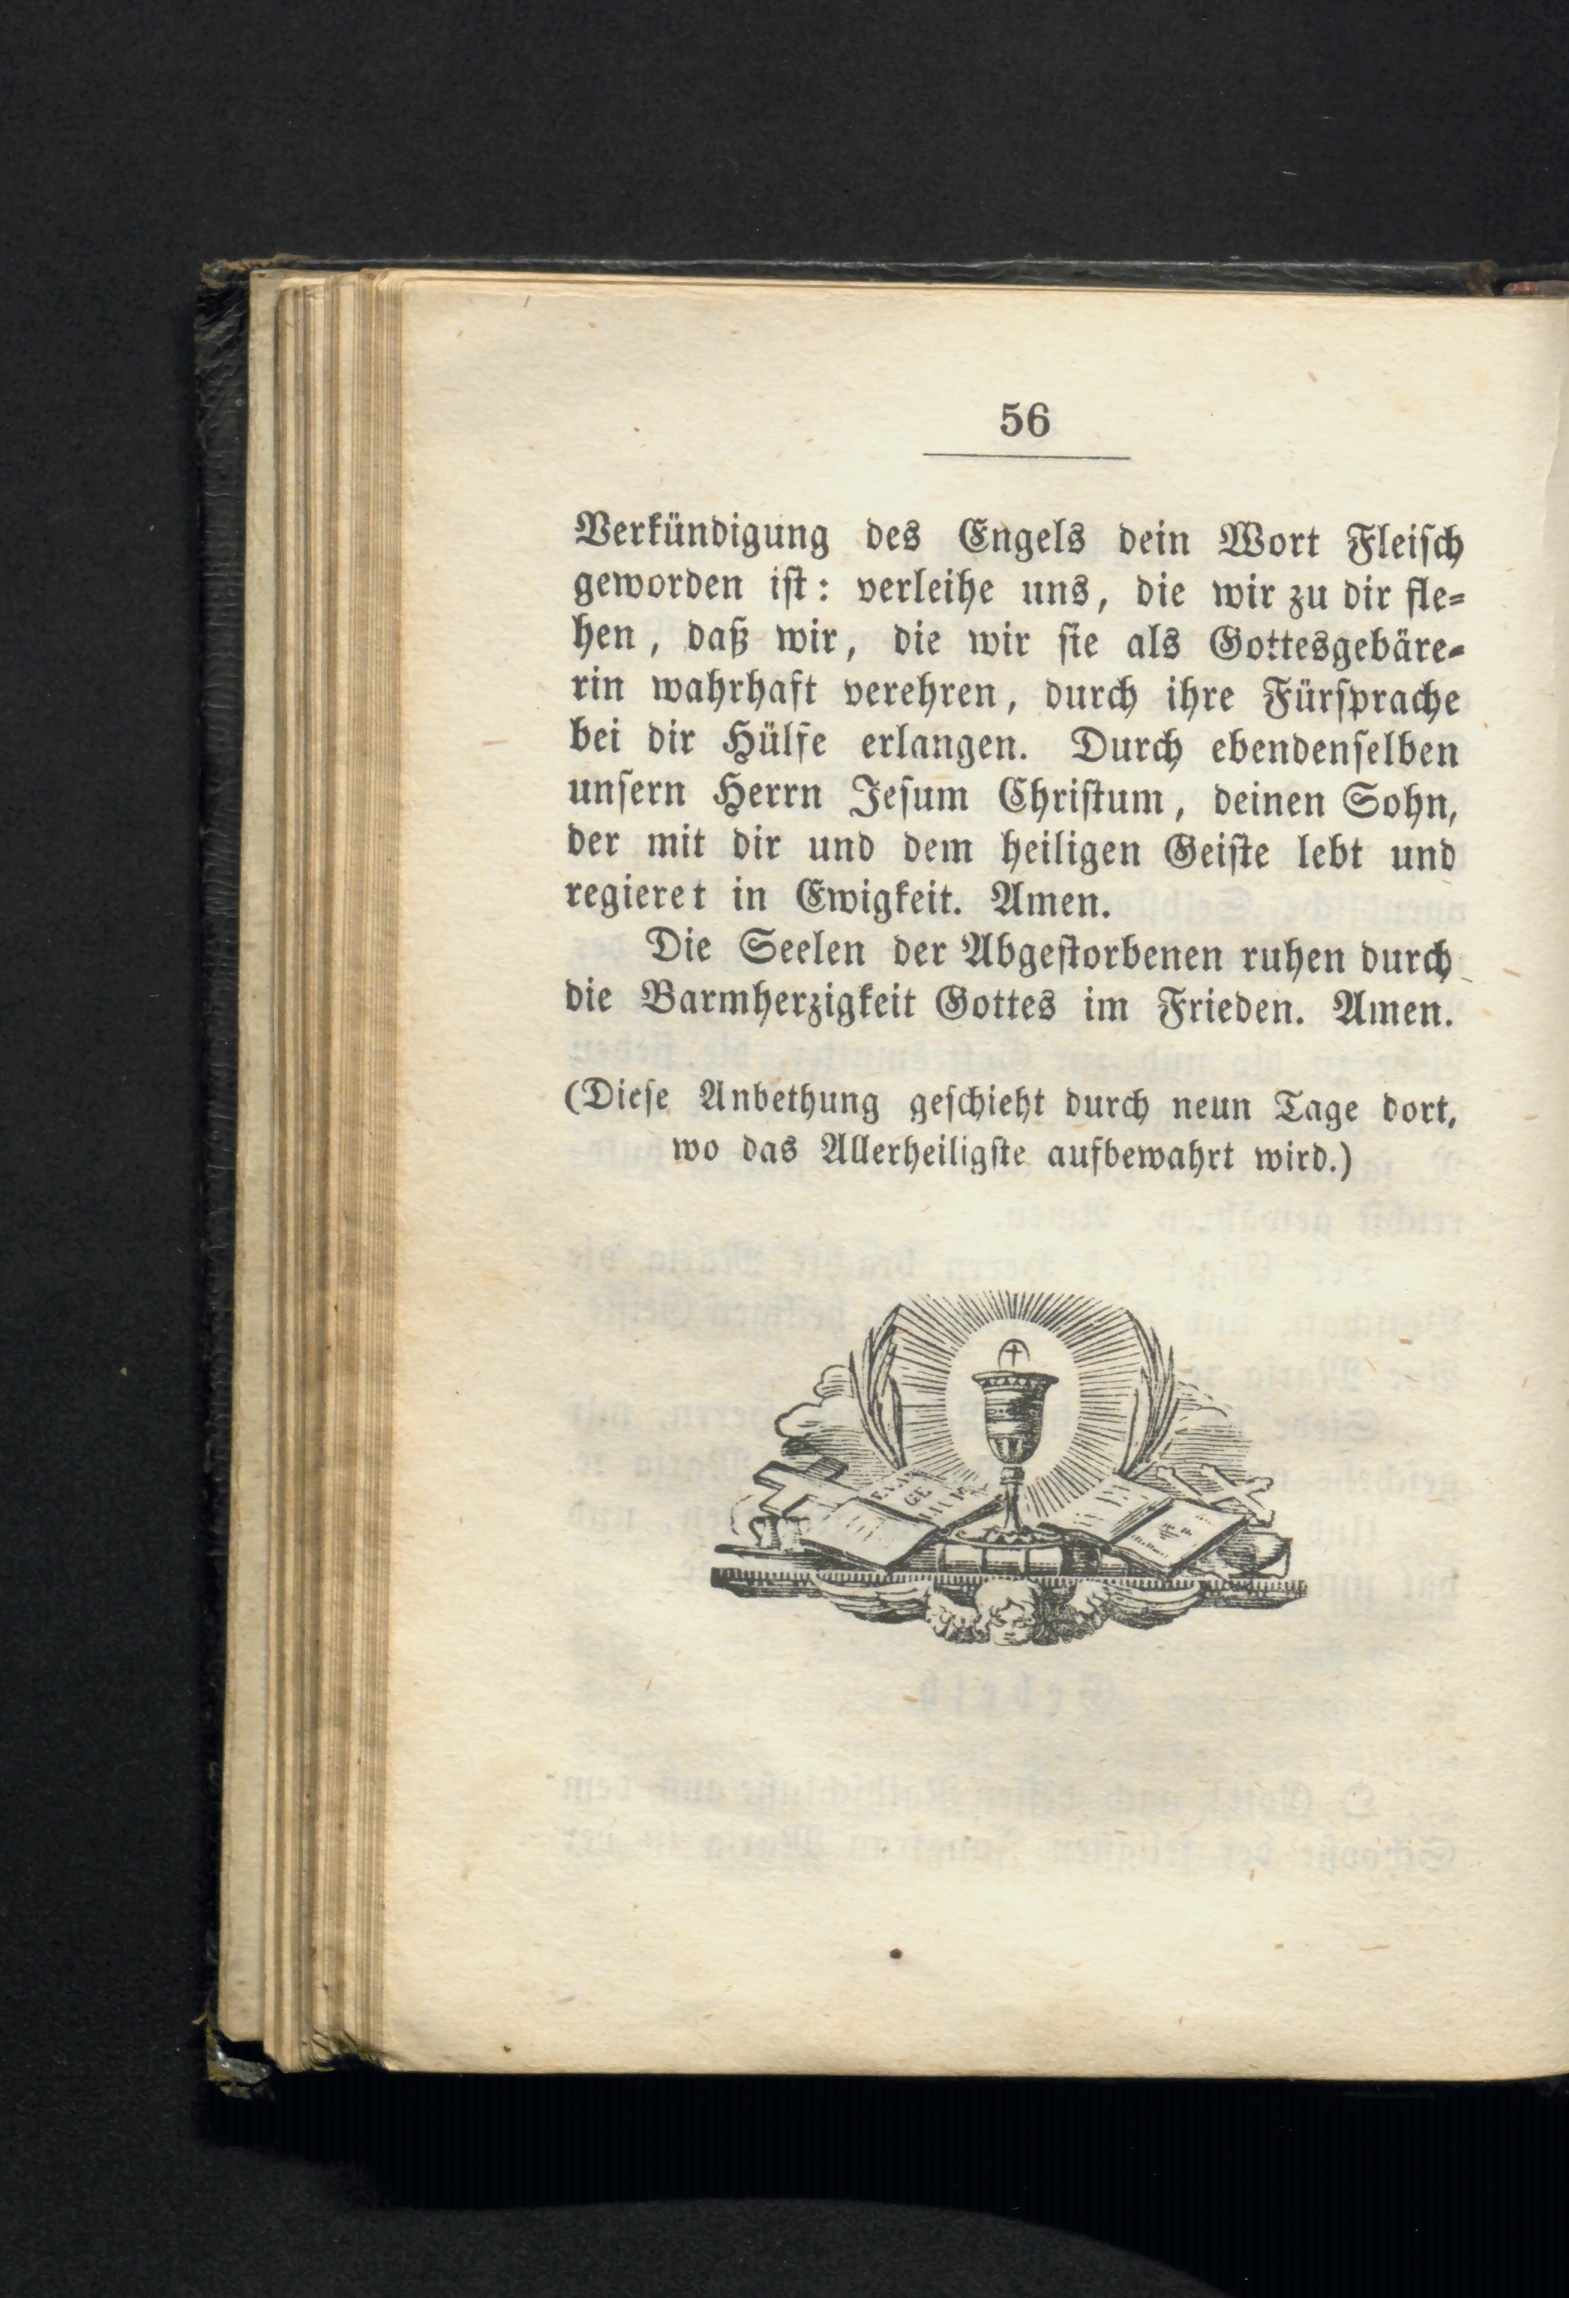 56
Verkündigung des Engels dein Wort Fleiſch
geworden iſt: verleihe uns, die wir zu dir fle⸗
hen, daß wir, die wir ſie als Gottesgebäre⸗
rin wahrhaft verehren, durch ihre Fürſprache
bei dir Hülfe erlangen. Durch ebendenſelben
unſern Herrn Jeſum Chriſtum, deinen Sohn,
der mit dir und dem heiligen Geiſte lebt und
regieret in Ewigkeit. Amen.
Die Seelen der Abgeſtorbenen ruhen durch
die Barmherzigkeit Gottes im Frieden. Amen.
(Dieſe Anbethung geſchieht durch neun Tage dort,
wo das Allerheiligſte aufbewahrt wird.)